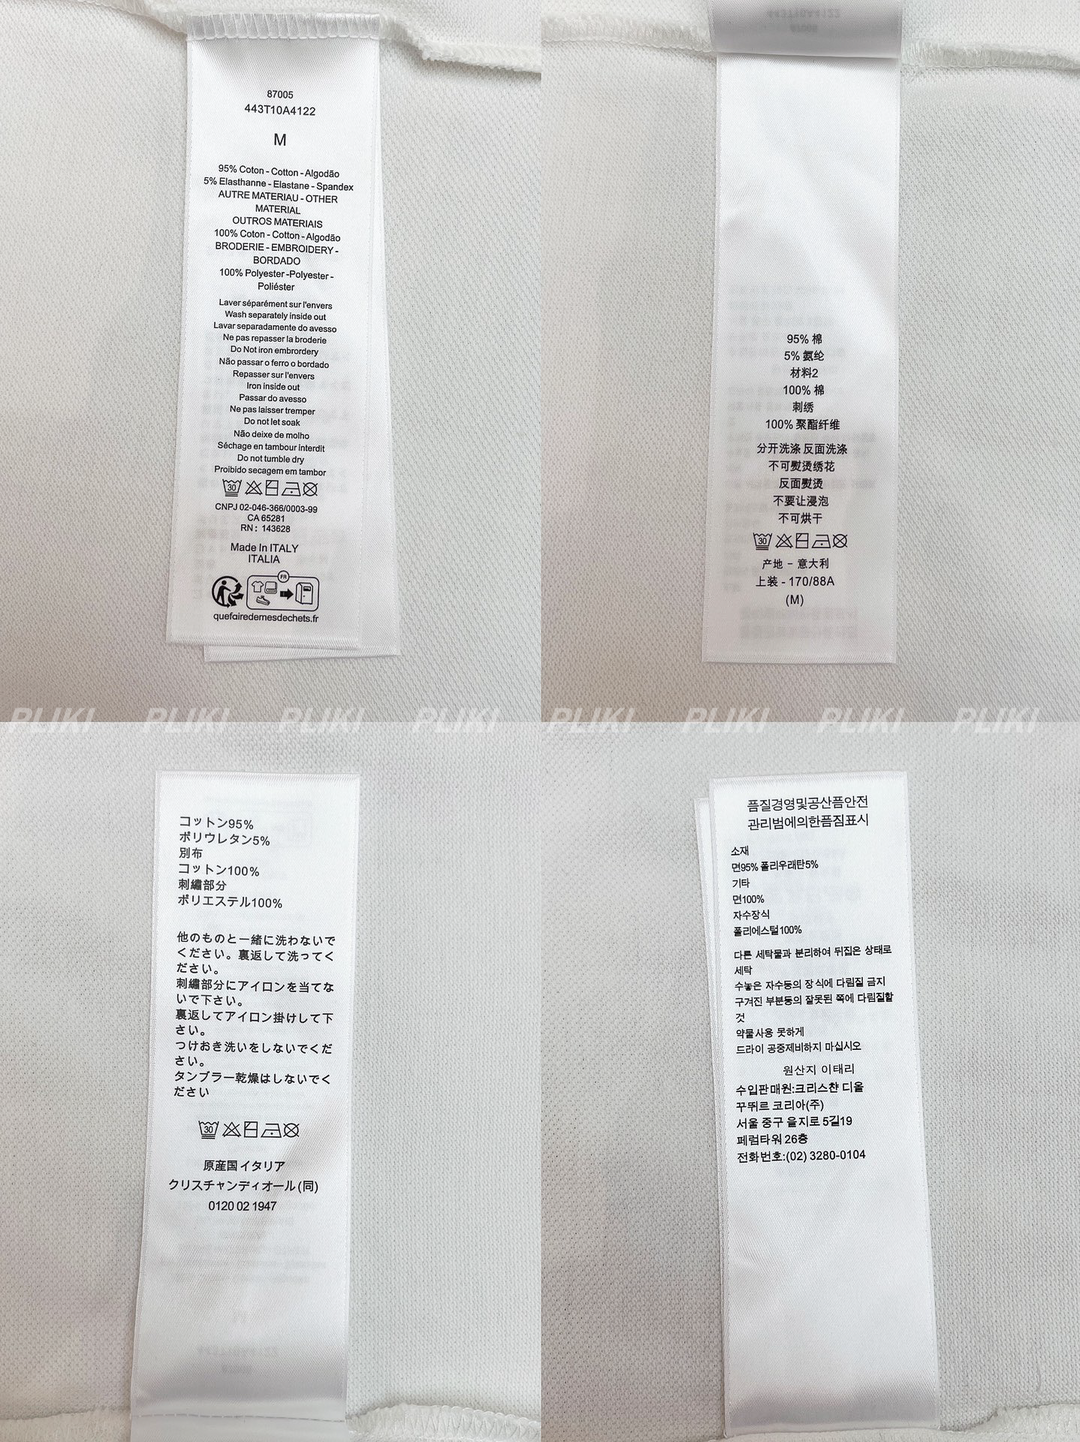 87005
443T10A4122
M
95% Coton - Cotton - Algodão
5% Elasthanne - Elastane - Spandex
AUTRE MATERIAU - OTHER
MATERIAL
OUTROS MATERIAIS
100% Coton - Cotton - Algodão
BRODERIE - EMBROIDERY -
BORDADO
100% Polyester -Polyester -
Poliéster
Laver séparément sur l'envers
Wash separately inside out
Lavar separadamente do avesso
Ne pas repasser la broderie
Do Not iron embrordery
Não passar o ferro o bordado
Repasser sur l'envers
Iron inside out
Passar do avesso
Ne pas laisser tremper
Do not let soak
Não deixe de molho
Séchage en tambour interdit
Do not tumble dry
Proibido secagem em tambor
30
CNPJ 02-046-366/0003-99
CA 65281
RN : 143628
Made In ITALY
ITALIA
FR
quefairedemesdechets.fr
95% 棉
5% 氨纶
材料2
100% 棉
刺绣
100% 聚酯纤维
分开洗涤 反面洗涤
不可熨烫绣花
反面熨烫
不要让浸泡
不可烘干
30
产地 - 意大利
上装 - 170/88A
(M)
PLIKI PLIKI PLIKI PLIKI PLIKI PLIKI PLIKI PLIKI
コットン95%
ポリウレタン5%
別布
コットン100%
刺繡部分
ポリエステル100%
他のものと一緒に洗わないで
ください。裏返して洗ってく
ださい。
刺繡部分にアイロンを当てな
いで下さい。
裏返してアイロン掛けして下
さい。
つけおき洗いをしないでくだ
さい。
タンブラー乾燥はしないでく
ださい
30
原産国 イタリア
クリスチャンディオール(同)
0120 02 1947
픔질경영및공산픔안전
관리범에의한픔짐표시
소재
면95% 폴리우래탄5%
기타
면100%
자수장식
폴리에스털100%
다른 세탁물과 분리하여 뒤집은 상태로
세탁
수놓은 자수등의 장식에 다림질 금지
구겨진 부분등의 잘못된 쪽에 다림질할
것
약물사용 못하게
드라이 공중제비하지 마십시오
원산지 이태리
수입판매원:크리스챤 디올
꾸뛰르 코리아(주)
서울 중구 을지로5길19
페럼타워 26층
전화번호:(02) 3280-0104